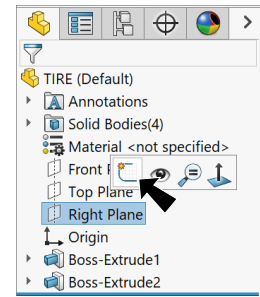 TIRE (Default)
Annotations
Solid Bodies(4)
Material <not specified>
Front
Top Plane
Right Plane
Origin
Boss-Extrude1
Boss-Extrude2